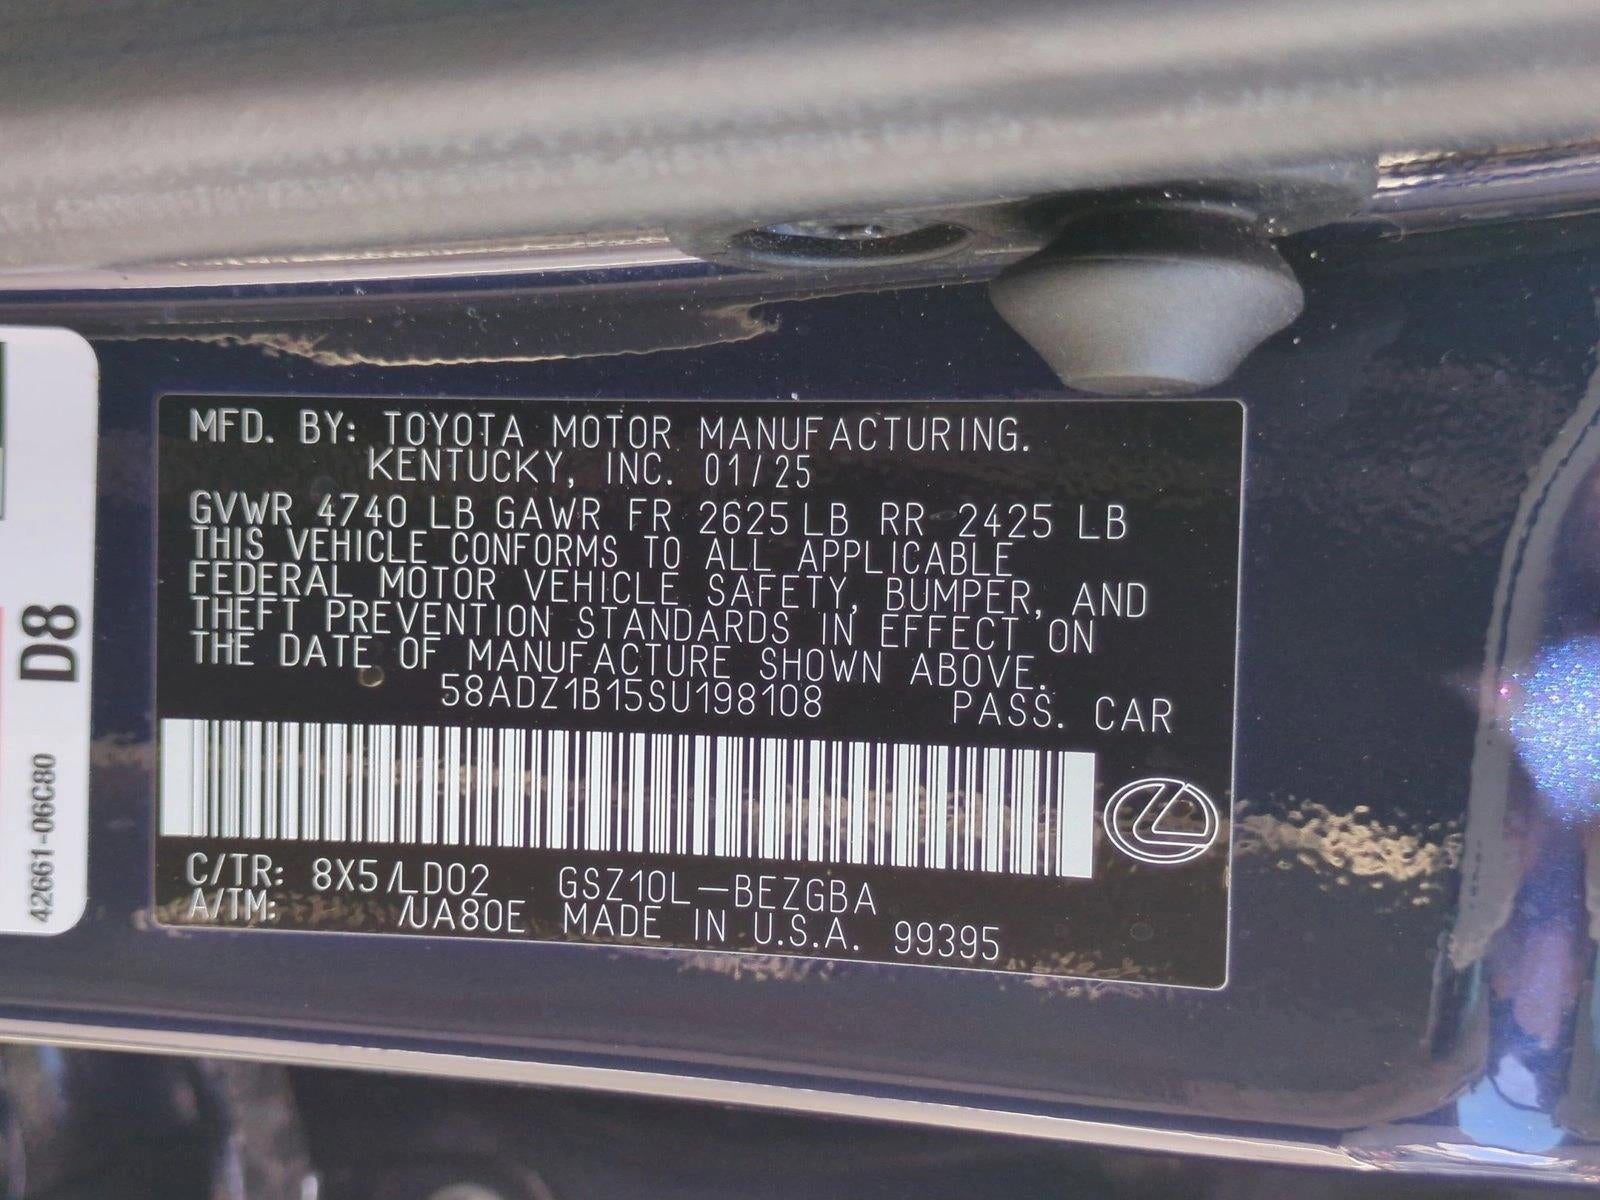 MFD. BY: TOYOTA MOTOR MANUFACTURING.
KENTUCKY, INC. 01/25
GVWR 4740 LB GAWR FR 2625 LB RR 2425 LB
THIS VEHICLE CONFORMS TO ALL APPLICABLE
FEDERAL MOTOR VEHICLE SAFETY, BUMPER, AND
THEFT PREVENTION STANDARDS IN EFFECT ON
THE DATE OF MANUFACTURE SHOWN ABOVE.
58ADZ1B15SU198108 PASS. CAR
C/TR: 8X5/LD02 GSZ10L-BEZGBA
A/TM: /UA80E MADE IN U.S.A. 99395
D8
42661-06C80